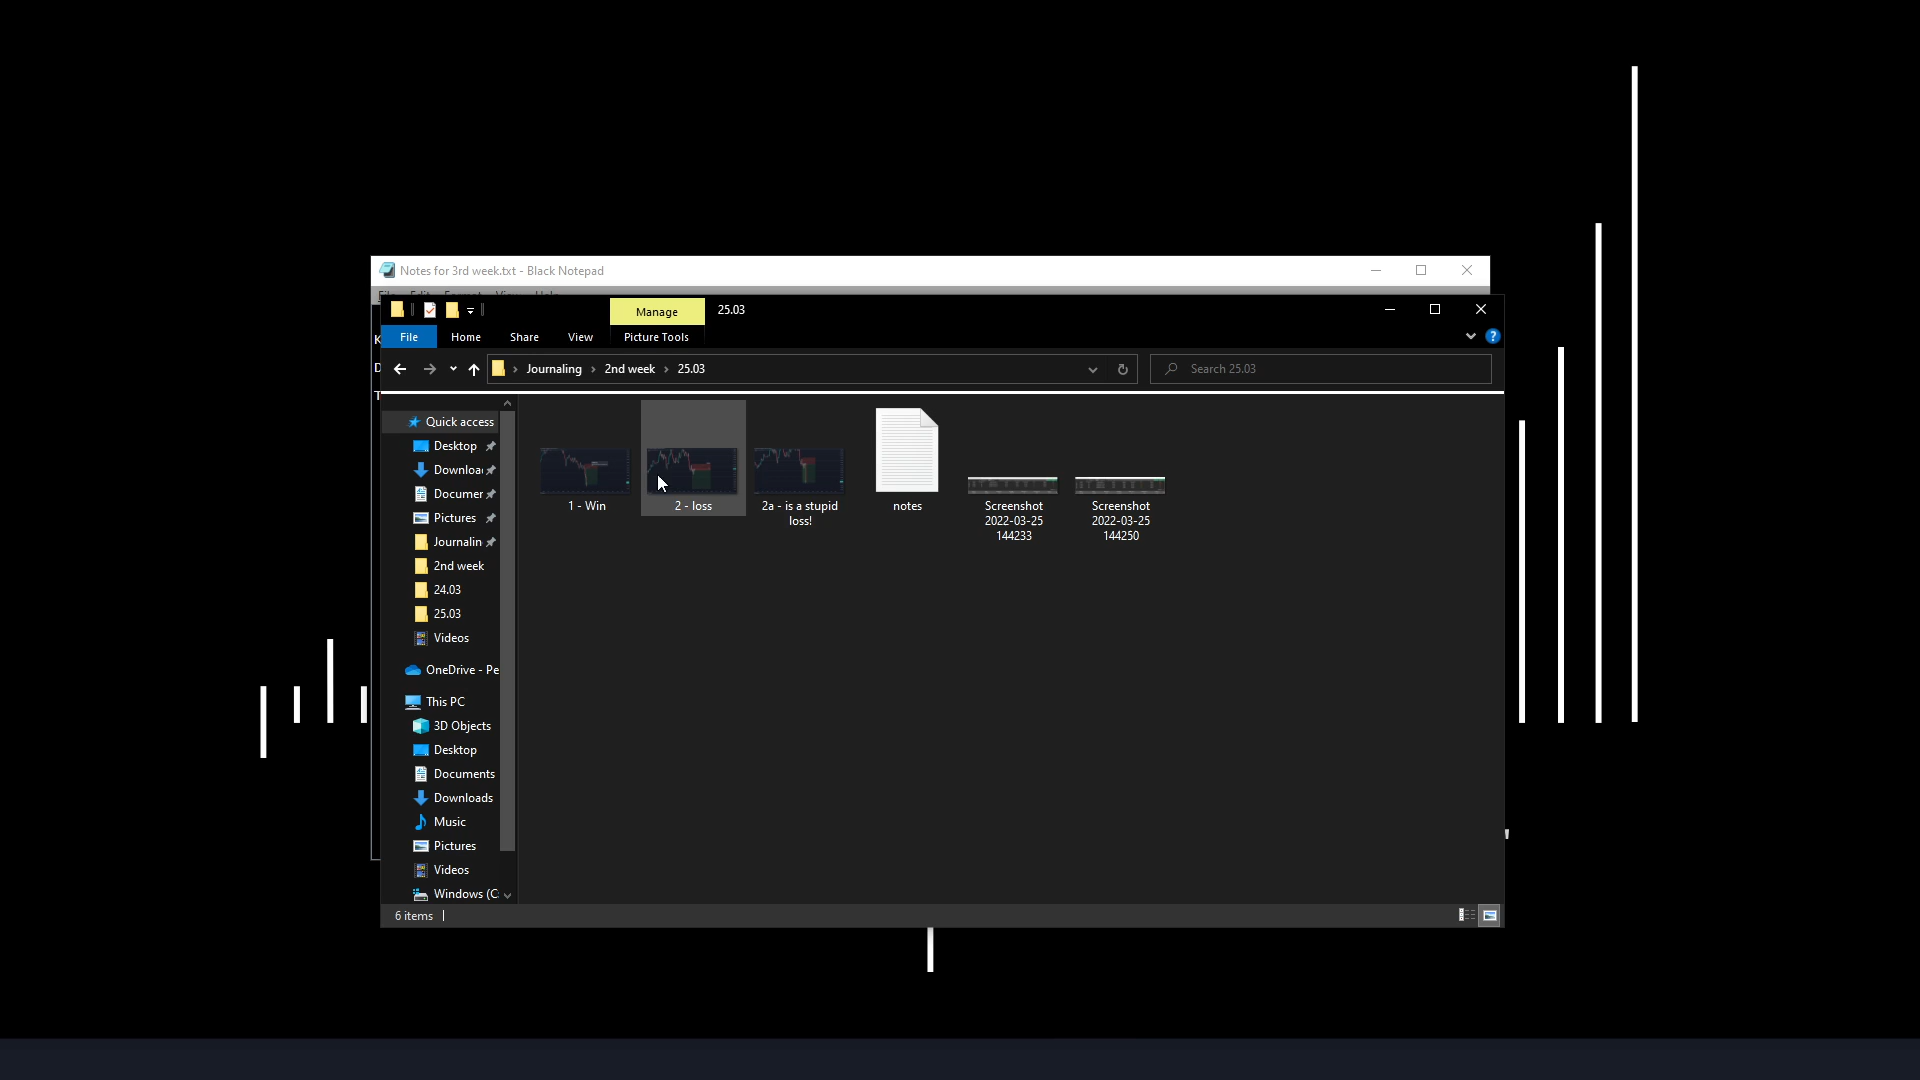 Notes for 3rd week.txt - Black Notepad
Manage
25.03
File
Home
Share
View
Picture Tools
Journaling
2nd week
25.03
Search 25.03
Quick access
Desktop
Downloa
Documer
Pictures
Journalin
2nd week
24.03
25.03
Videos
OneDrive - Pe
This PC
3D Objects
Desktop
Documents
Downloads
Music
Pictures
Videos
Windows (C:
1 - Win
2 - loss
2a - is a stupid
loss!
notes
Screenshot
2022-03-25
144233
Screenshot
2022-03-25
144250
6 items